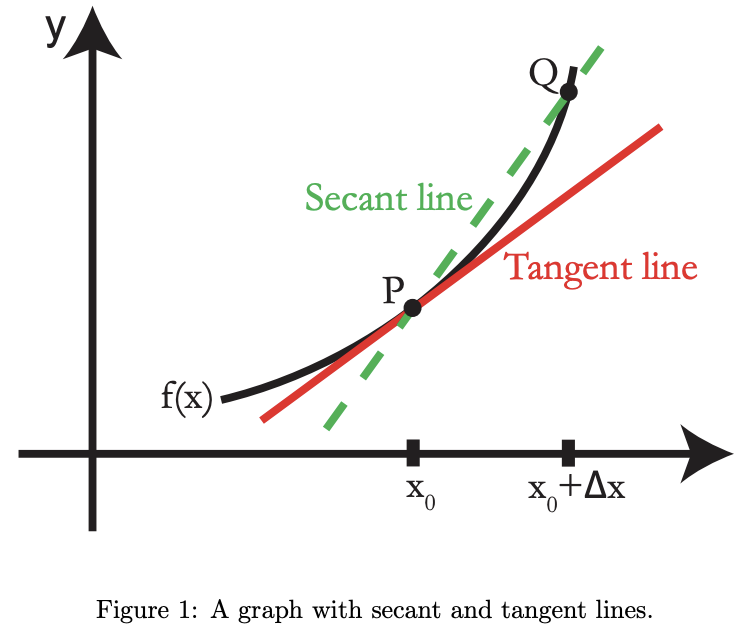 y
Q
Secant line
Tangent line
P
f(x)
x₀
x₀+Δx
Figure 1: A graph with secant and tangent lines.